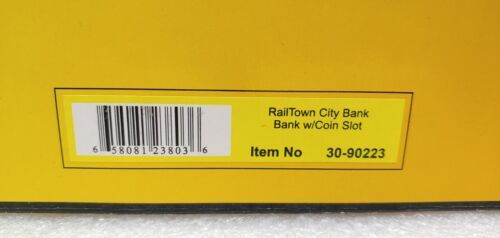 RailTown City Bank
Bank w/Coin Slot
Item No 30-90223
6 58081 23803 6